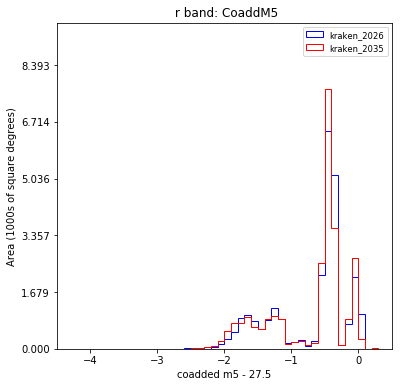 r band: CoaddM5
kraken_2026
kraken_2035
8.393
6.714
5.036
3.357
1.679
0.000
Area (1000s of square degrees)
−4
−3
−2
−1
0
coadded m5 - 27.5